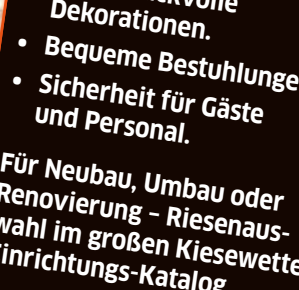 Dekorationen.
• Bequeme Bestuhlunge
• Sicherheit für Gäste
und Personal.
Für Neubau, Umbau oder
Renovierung – Riesenaus-
wahl im großen Kiesewette
Einrichtungs-Katalog